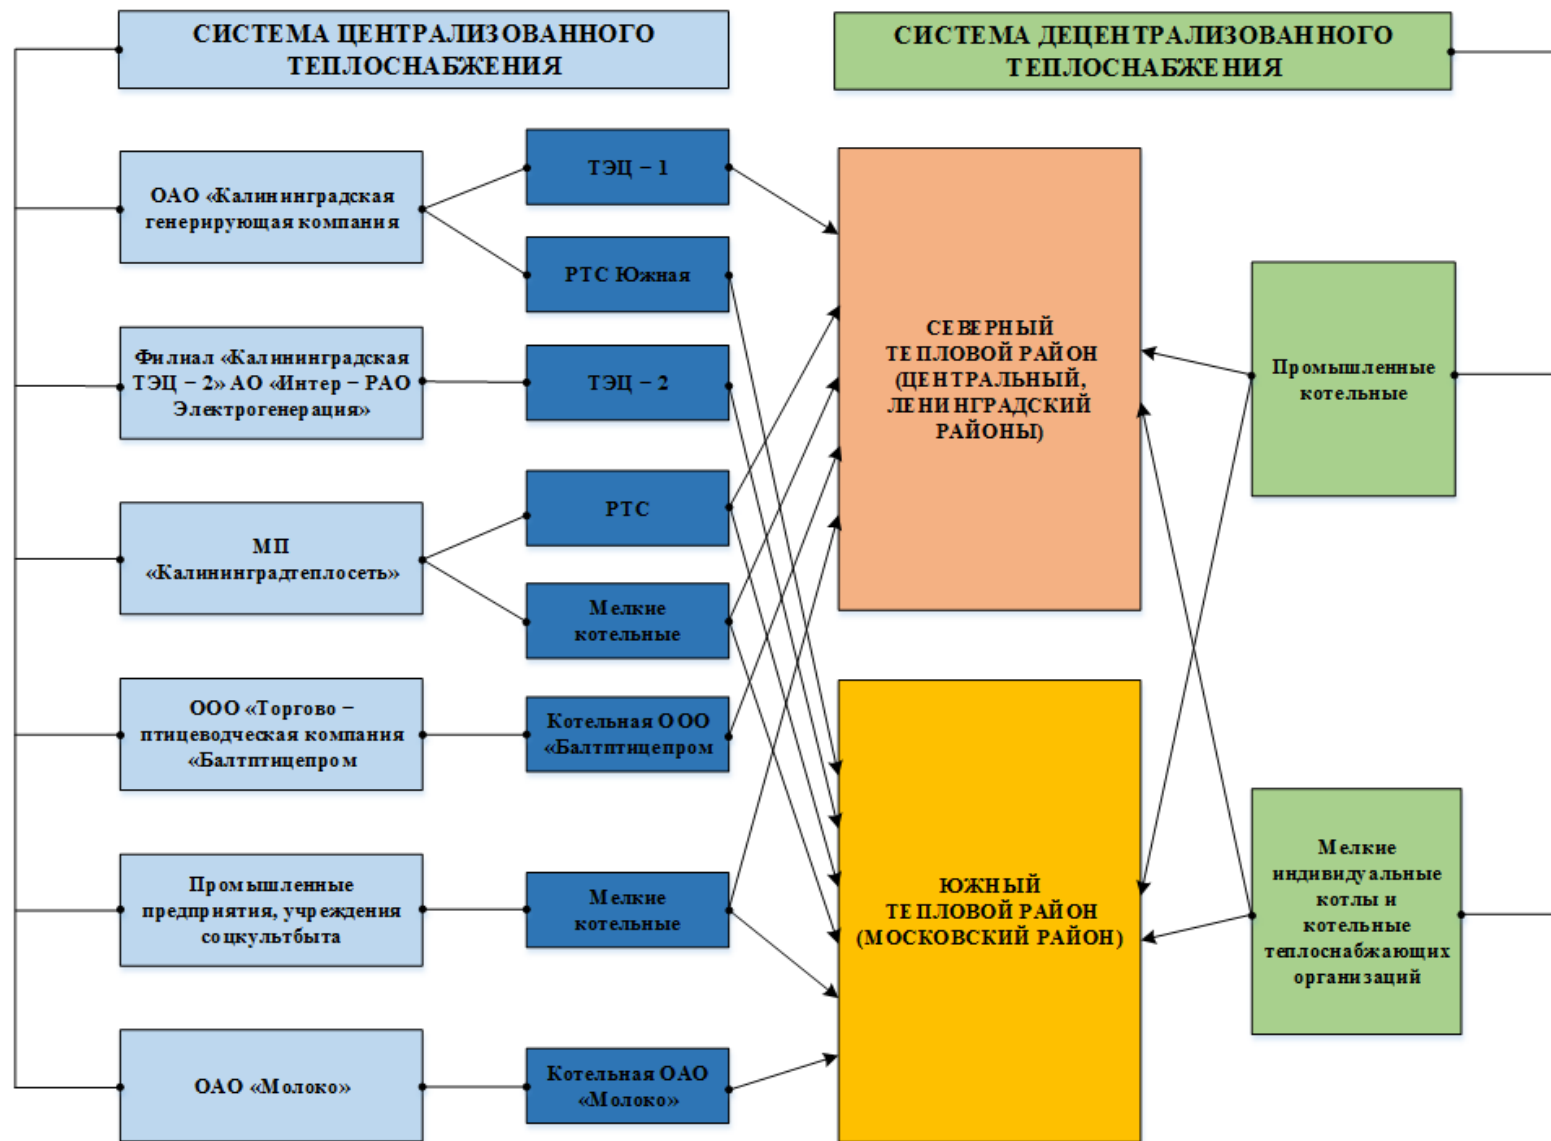 СИСТЕМА ЦЕНТРАЛИЗОВАННОГО
ТЕПЛОСНАБЖЕНИЯ
СИСТЕМА ДЕЦЕНТРАЛИЗОВАННОГО
ТЕПЛОСНАБЖЕНИЯ
ОАО «Калининградская
генерирующая компания
ТЭЦ – 1
РТС Южная
Филиал «Калининградская
ТЭЦ – 2» АО «Интер – РАО
Электрогенерация»
ТЭЦ – 2
МП
«Калининградтеплосеть»
РТС
Мелкие
котельные
ООО «Торгово –
птицеводческая компания
«Балтптицепром
Котельная ООО
«Балтптицепром
Промышленные
предприятия, учреждения
соцкультбыта
Мелкие
котельные
ОАО «Молоко»
Котельная ОАО
«Молоко»
СЕВЕРНЫЙ
ТЕПЛОВОЙ РАЙОН
(ЦЕНТРАЛЬНЫЙ,
ЛЕНИНГРАДСКИЙ
РАЙОНЫ)
ЮЖНЫЙ
ТЕПЛОВОЙ РАЙОН
(МОСКОВСКИЙ РАЙОН)
Промышленные
котельные
Мелкие
индивидуальные
котлы и
котельные
теплоснабжающих
организаций